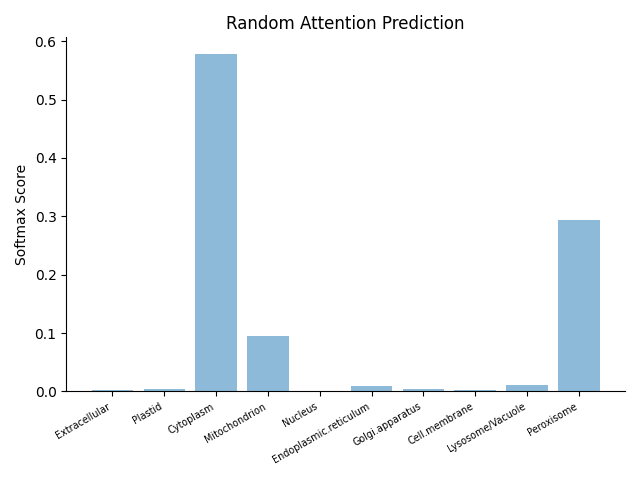 Random Attention Prediction
Softmax Score
0.6
0.5
0.4
0.3
0.2
0.1
0.0
Extracellular
Plastid
Cytoplasm
Mitochondrion
Nucleus
Endoplasmic.reticulum
Golgi.apparatus
Cell.membrane
Lysosome/Vacuole
Peroxisome